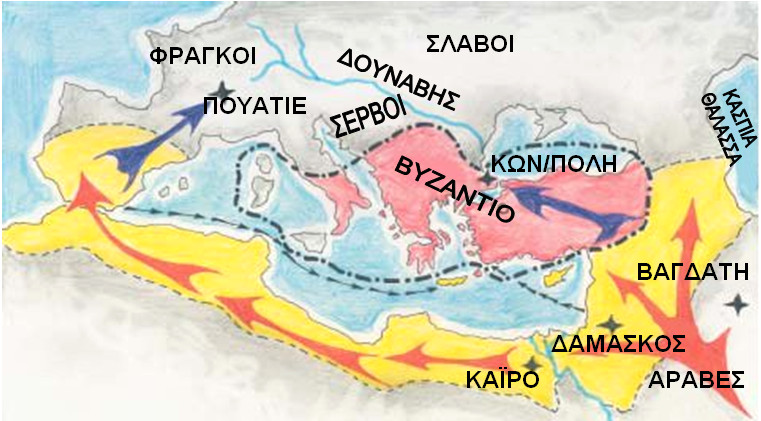 ΣΛΑΒΟΙ
ΦΡΑΓΚΟΙ
ΔΟΥΝΑΒΗΣ
ΠΟΥΑΤΙΕ
ΣΕΡΒΟΙ
ΚΑΣΠΙΑ
ΘΑΛΑΣΣΑ
ΚΩΝ/ΠΟΛΗ
ΒΥΖΑΝΤΙΟ
ΒΑΓΔΑΤΗ
ΔΑΜΑΣΚΟΣ
ΚΑΪΡΟ
ΑΡΑΒΕΣ